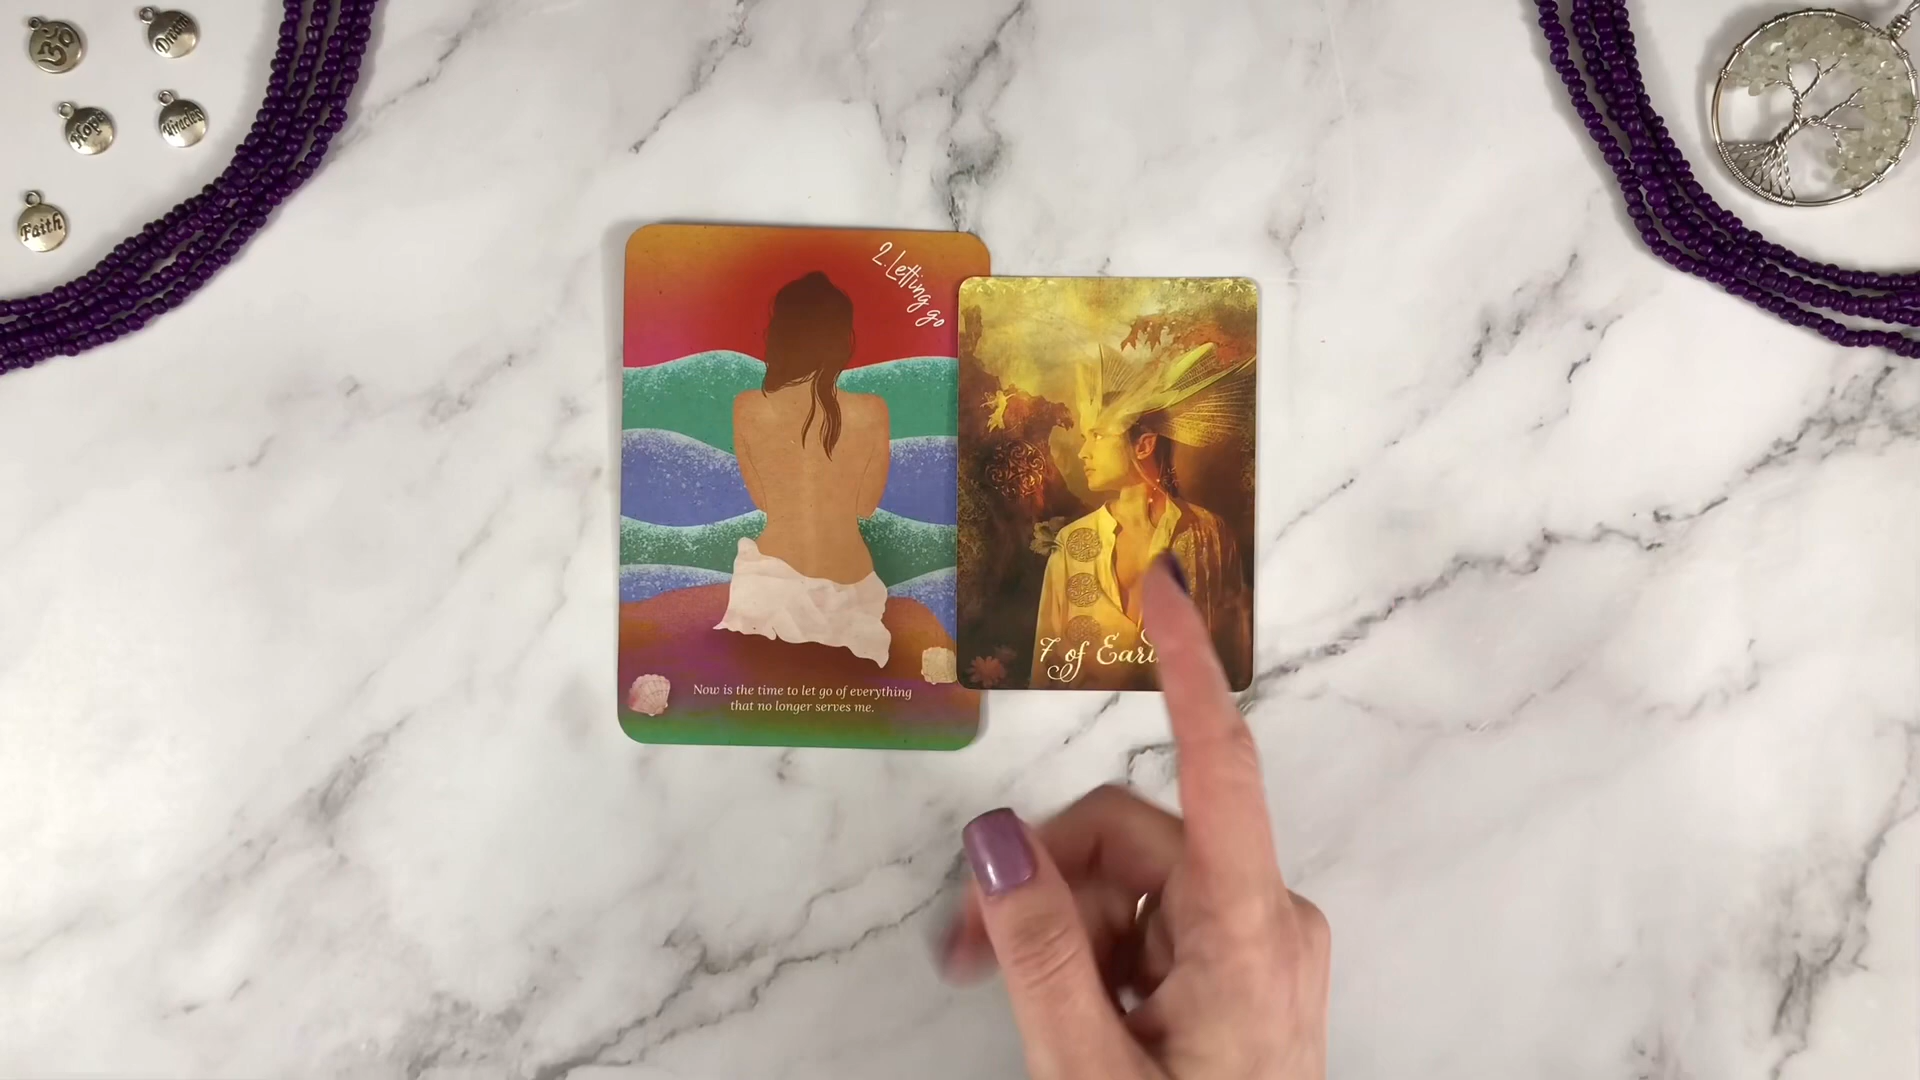 ॐ
Dream
Hope
Miracles
Faith
2. Letting go
Now is the time to let go of everything
that no longer serves me.
7 of